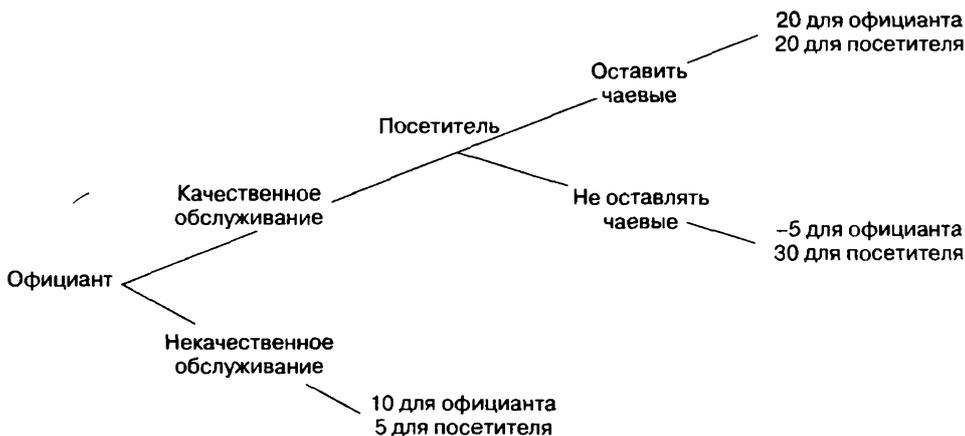 20 для официанта
20 для посетителя
Оставить
чаевые
Посетитель
Качественное
обслуживание
Не оставлять
чаевые
–5 для официанта
30 для посетителя
Официант
Некачественное
обслуживание
10 для официанта
5 для посетителя